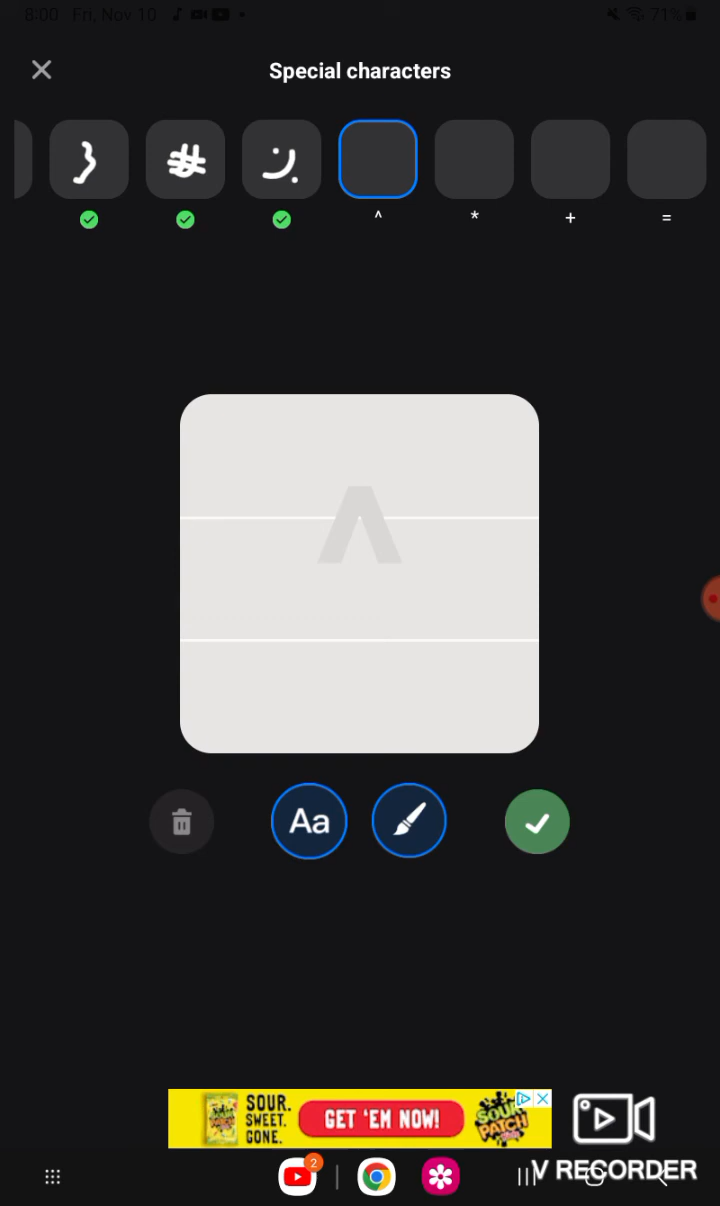 8:00 Fri, Nov 10 71%
Special characters
} # ^ * + =
^
Aa
SOUR. SWEET. GONE. GET 'EM NOW! SOUR PATCH KIDS
2
V RECORDER